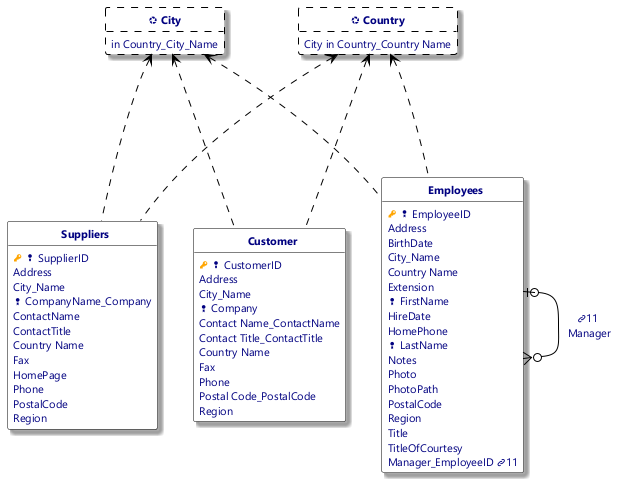 City
in Country_City_Name
Country
City in Country_Country Name
Suppliers
SupplierID
Address
City_Name
CompanyName_Company
ContactName
ContactTitle
Country Name
Fax
HomePage
Phone
PostalCode
Region
Customer
CustomerID
Address
City_Name
Company
Contact Name_ContactName
Contact Title_ContactTitle
Country Name
Fax
Phone
Postal Code_PostalCode
Region
Employees
EmployeeID
Address
BirthDate
City_Name
Country Name
Extension
FirstName
HireDate
HomePhone
LastName
Notes
Photo
PhotoPath
PostalCode
Region
Title
TitleOfCourtesy
Manager_EmployeeID 11
11
Manager